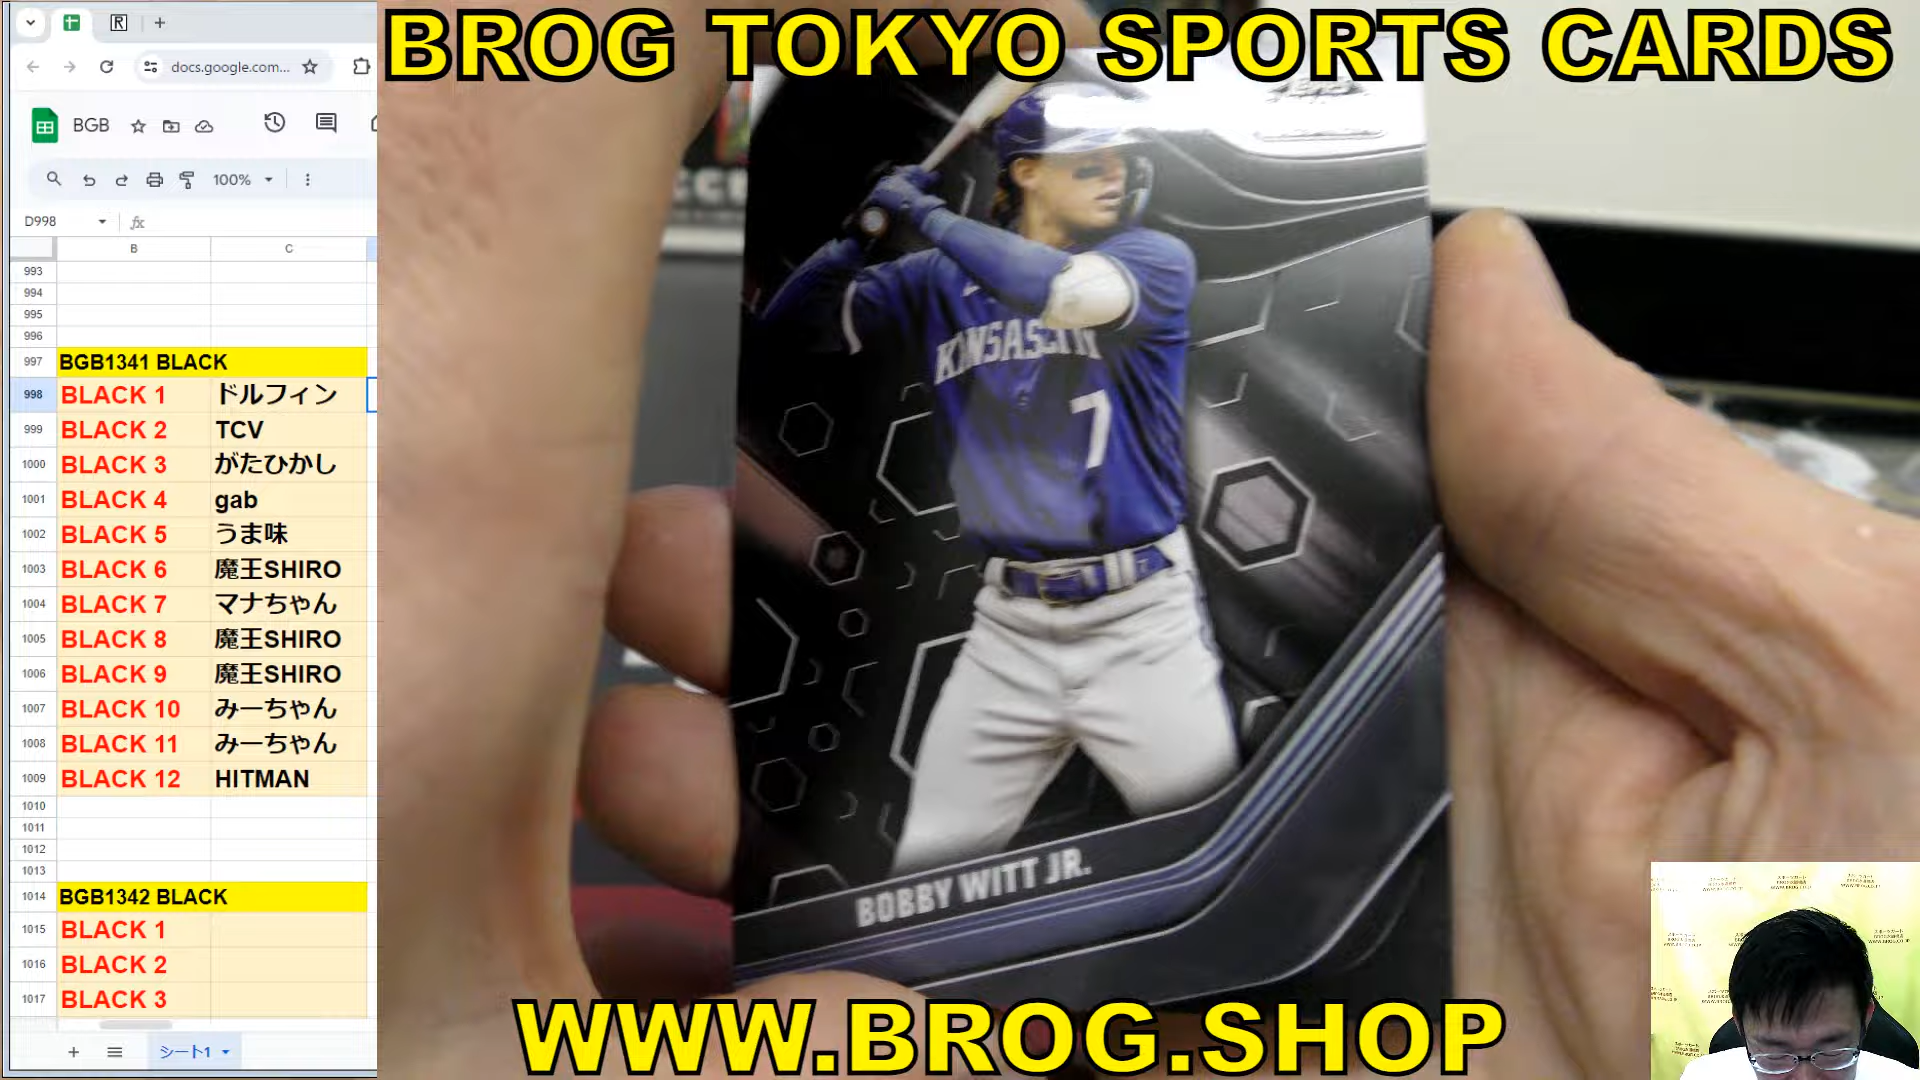 BROG TOKYO SPORTS CARDS
docs.google.com...
BGB
100%
D998
fx
B C
993
994
995
996
997 BGB1341 BLACK
998 BLACK 1 ドルフィン
999 BLACK 2 TCV
1000 BLACK 3 がたひかし
1001 BLACK 4 gab
1002 BLACK 5 うま味
1003 BLACK 6 魔王SHIRO
1004 BLACK 7 マナちゃん
1005 BLACK 8 魔王SHIRO
1006 BLACK 9 魔王SHIRO
1007 BLACK 10 みーちゃん
1008 BLACK 11 みーちゃん
1009 BLACK 12 HITMAN
1010
1011
1012
1013
1014 BGB1342 BLACK
1015 BLACK 1
1016 BLACK 2
1017 BLACK 3
シート1
KANSAS CITY
7
BOBBY WITT JR.
WWW.BROG.SHOP